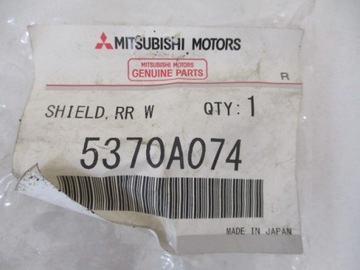 MITSUBISHI MOTORS
MITSUBISHI MOTORS
GENUINE PARTS
R
SHIELD,RR W QTY:1
5370A074
MADE IN JAPAN